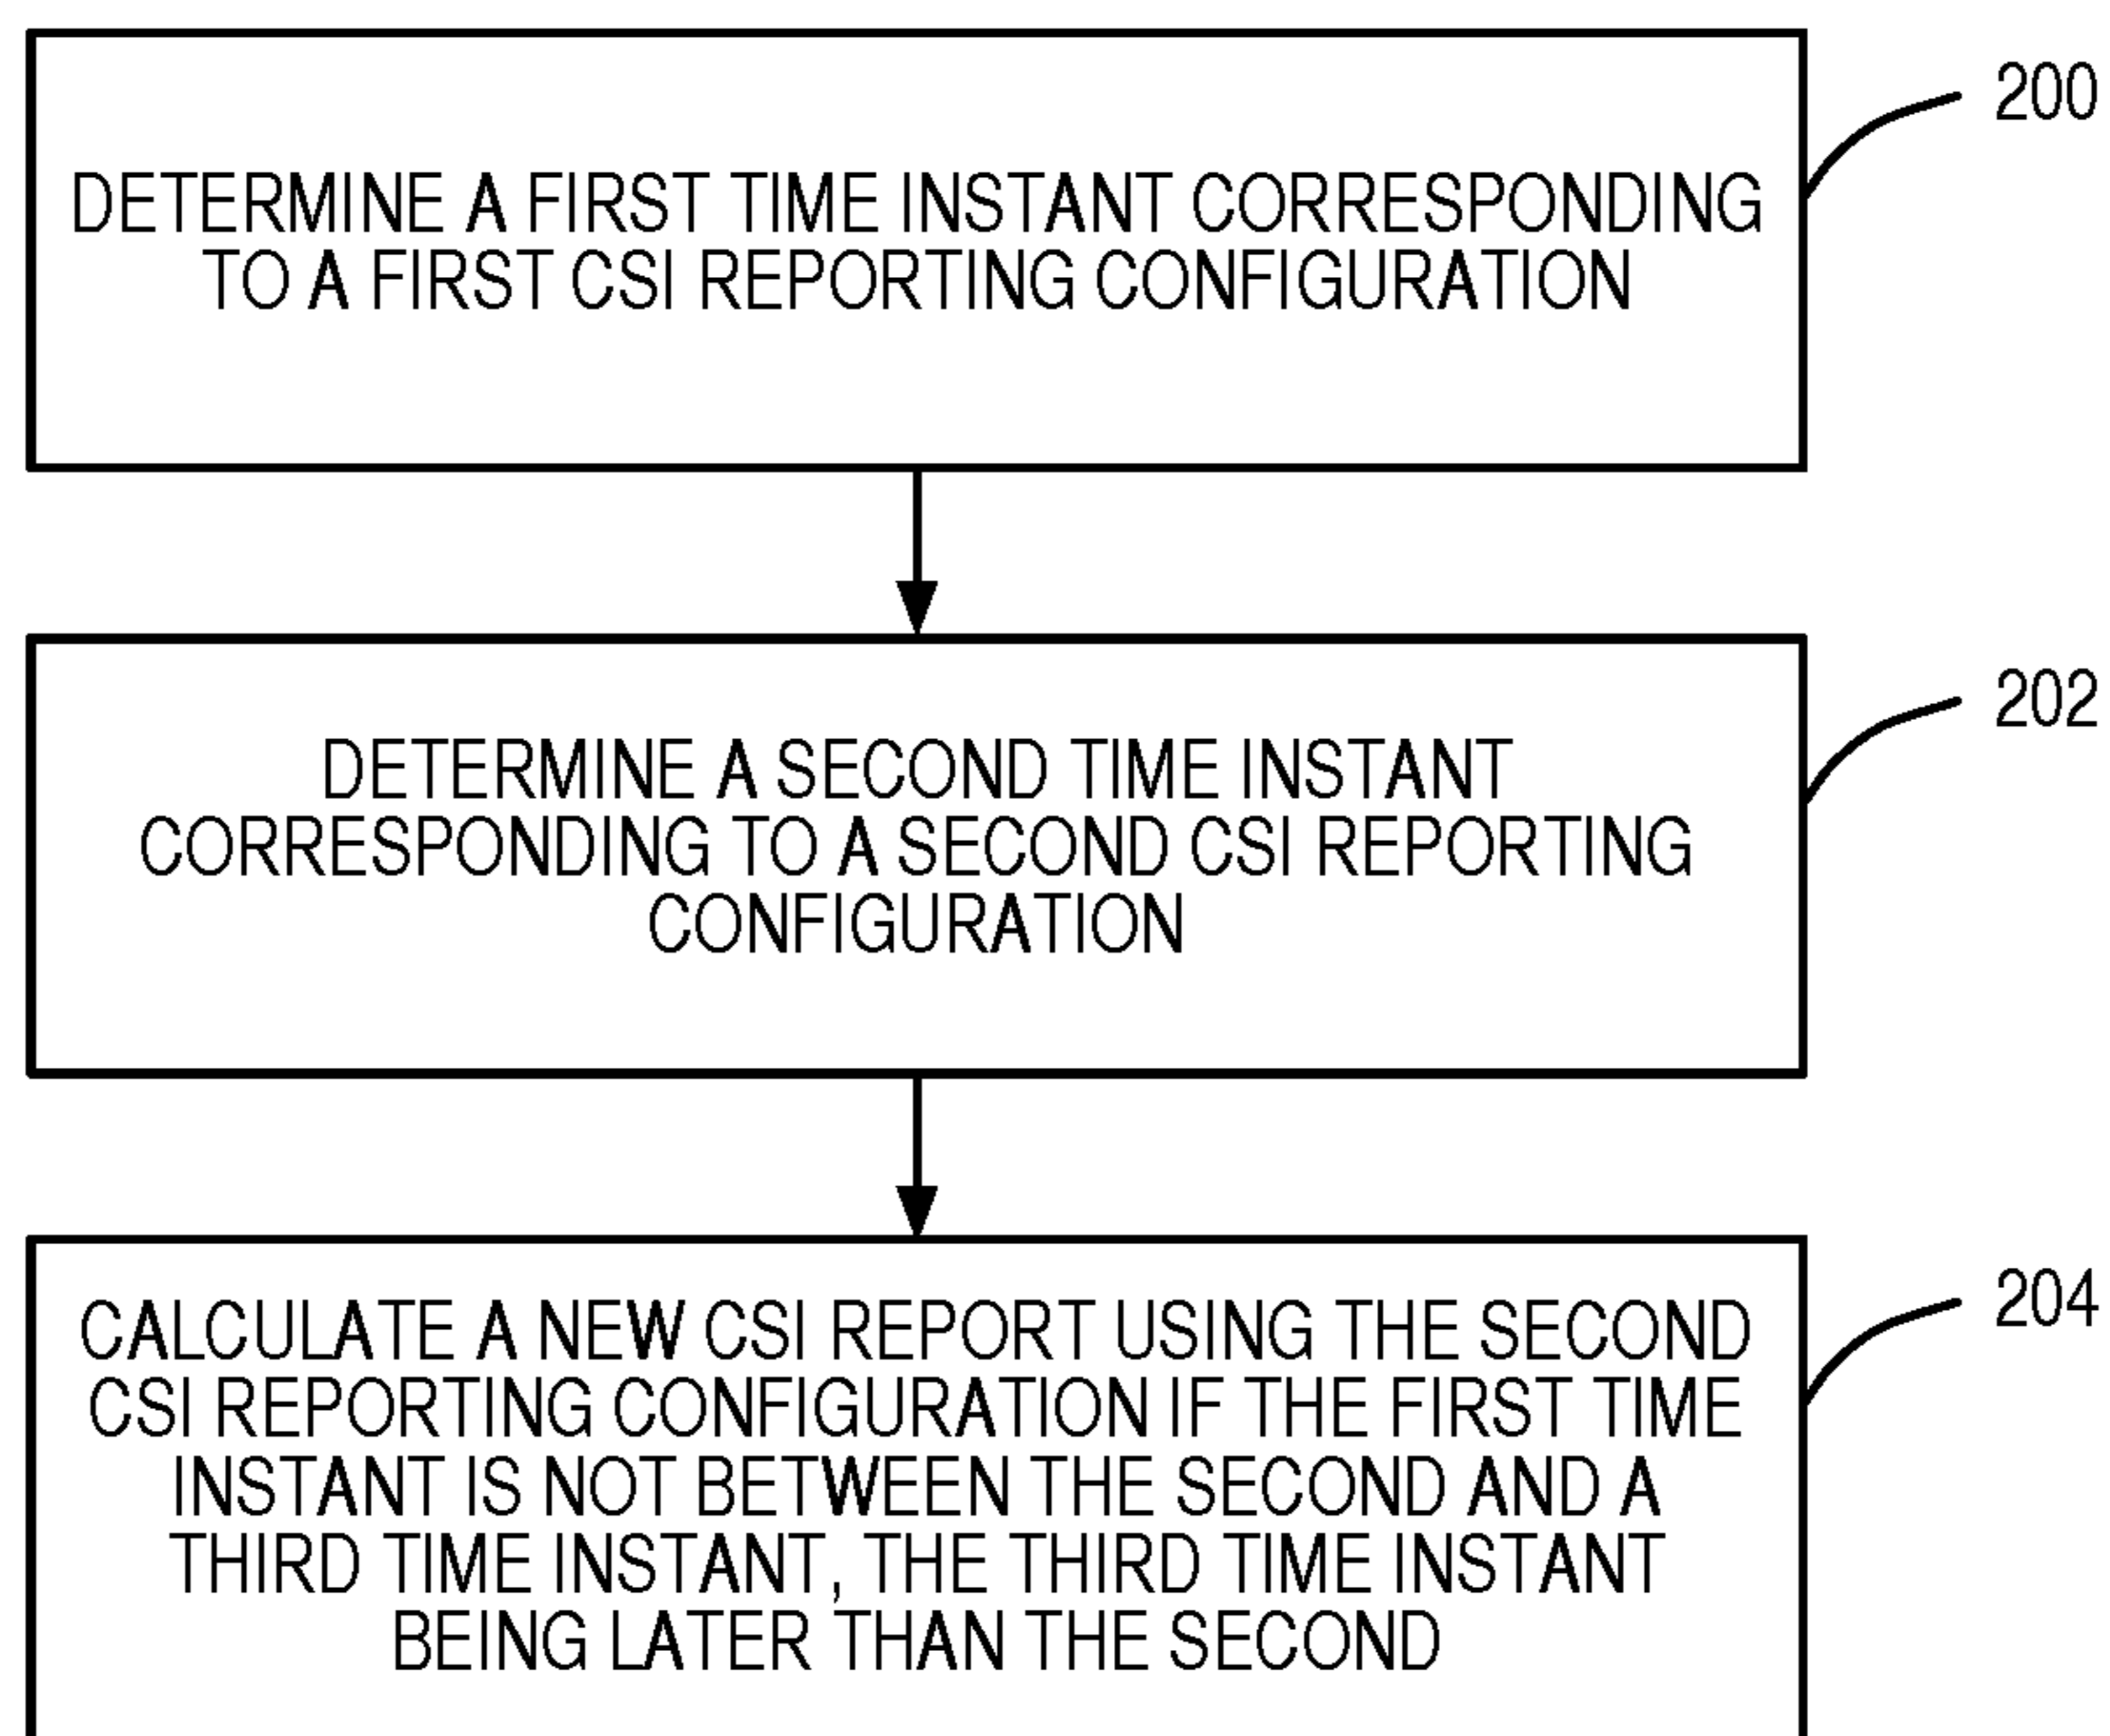 200
DETERMINE A FIRST TIME INSTANT CORRESPONDING
TO A FIRST CSI REPORTING CONFIGURATION
202
DETERMINE A SECOND TIME INSTANT
CORRESPONDING TO A SECOND CSI REPORTING
CONFIGURATION
204
CALCULATE A NEW CSI REPORT USING THE SECOND
CSI REPORTING CONFIGURATION IF THE FIRST TIME
INSTANT IS NOT BETWEEN THE SECOND AND A
THIRD TIME INSTANT, THE THIRD TIME INSTANT
BEING LATER THAN THE SECOND